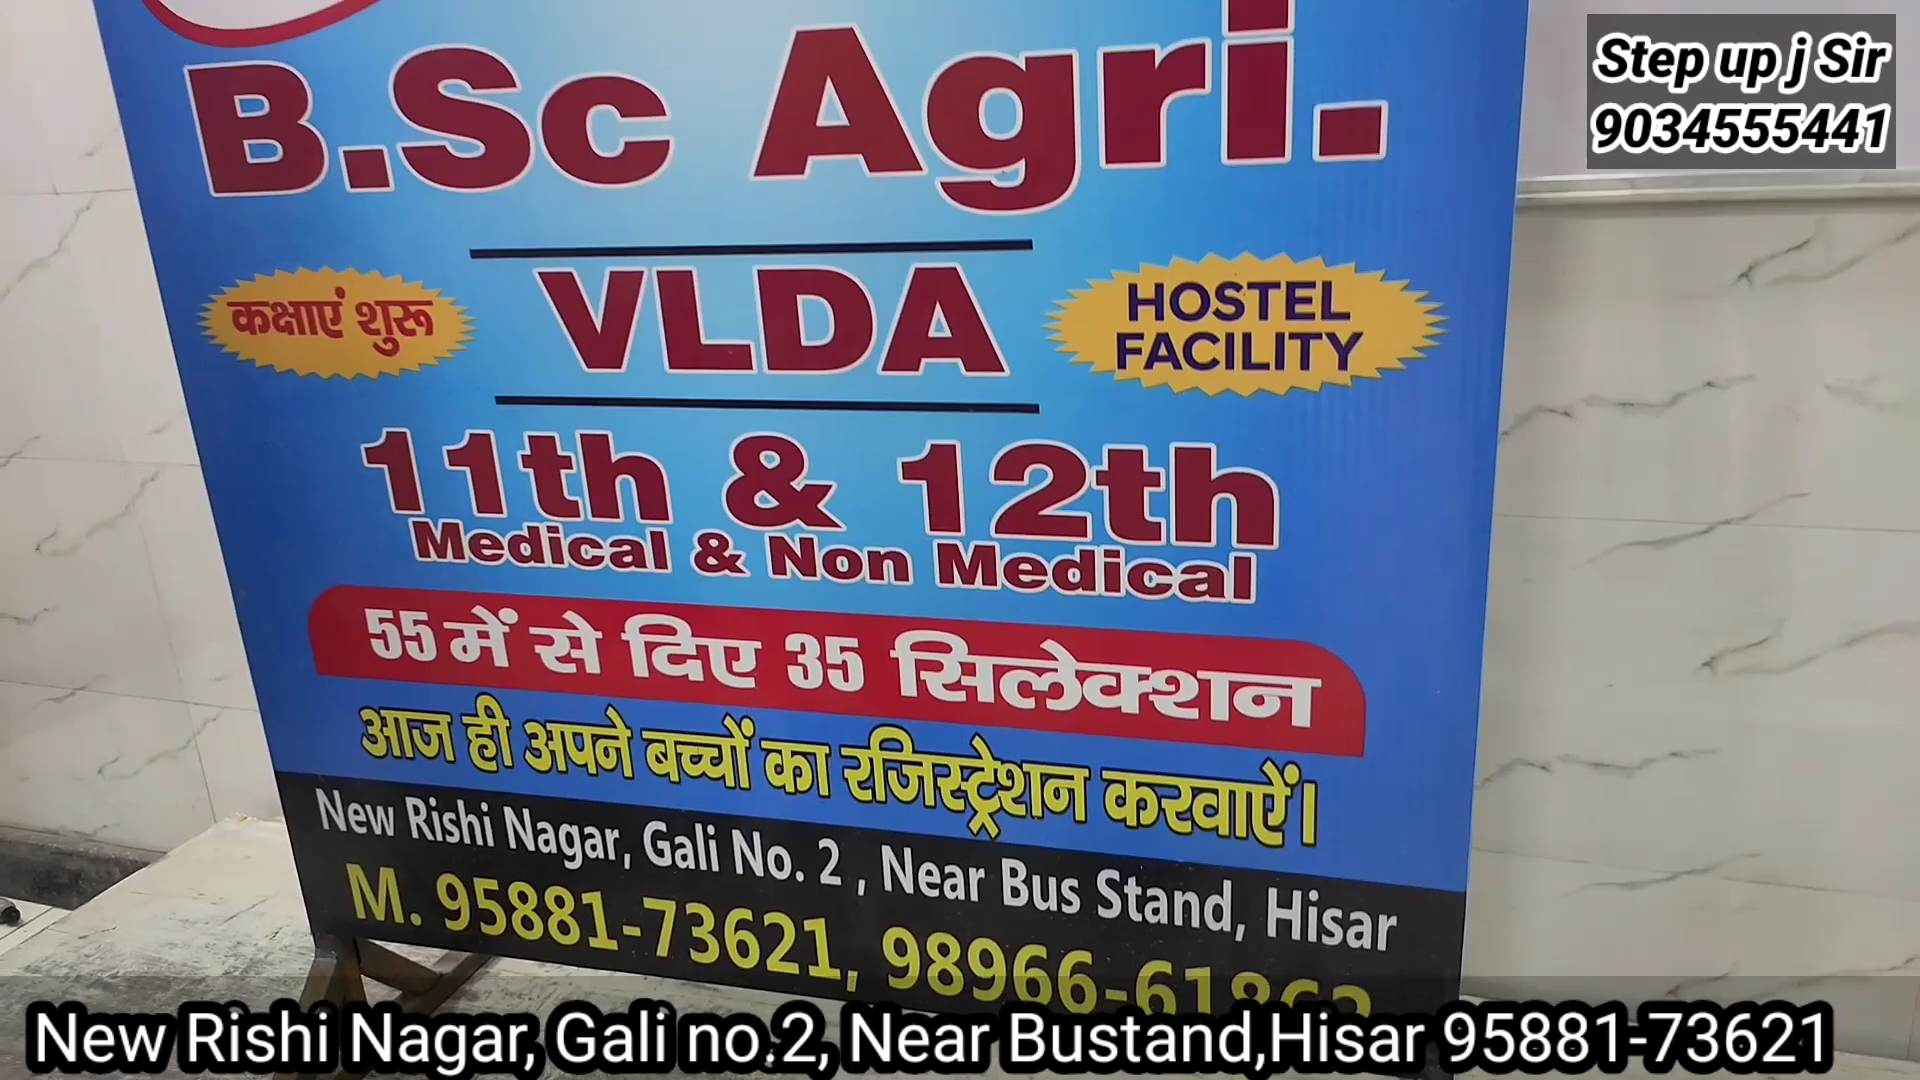 Step up j Sir
9034555441
B.Sc Agri.
कक्षाएं शुरू
VLDA
HOSTEL
FACILITY
11th & 12th
Medical & Non Medical
55 में से दिए 35 सिलेक्शन
आज ही अपने बच्चों का रजिस्ट्रेशन करवाऐं।
New Rishi Nagar, Gali No. 2 , Near Bus Stand, Hisar
M. 95881-73621,
New Rishi Nagar, Gali no.2, Near Bustand,Hisar 95881-73621